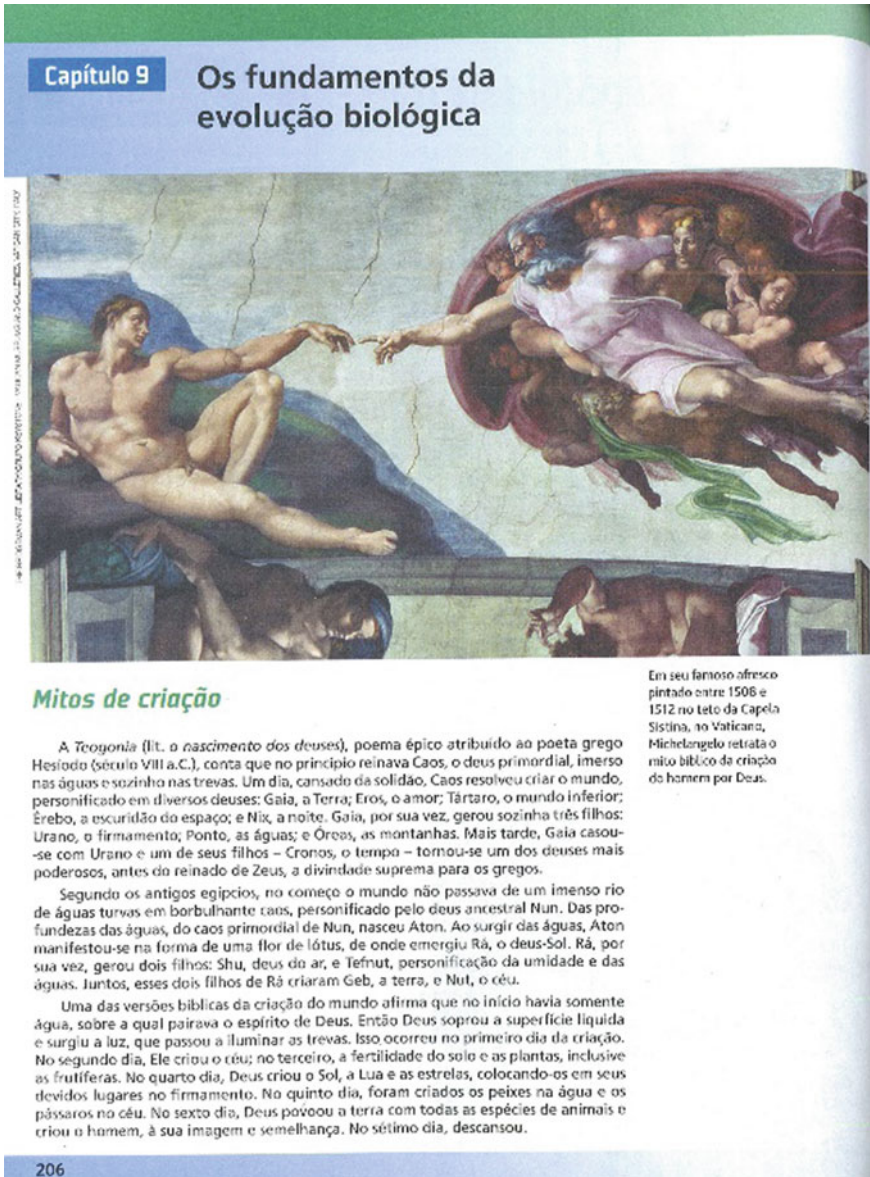 Capítulo 9
Os fundamentos da
evolução biológica
Mitos de criação
A Teogonia (lit. o nascimento dos deuses), poema épico atribuído ao poeta grego
Hesíodo (século VIII a.C.), conta que no princípio reinava Caos, o deus primordial, imerso
nas águas e sozinho nas trevas. Um dia, cansado da solidão, Caos resolveu criar o mundo,
personificado em diversos deuses: Gaia, a Terra; Eros, o amor; Tártaro, o mundo inferior;
Érebo, a escuridão do espaço; e Nix, a noite. Gaia, por sua vez, gerou sozinha três filhos:
Urano, o firmamento; Ponto, as águas; e Óreas, as montanhas. Mais tarde, Gaia casou-
-se com Urano e um de seus filhos – Cronos, o tempo – tornou-se um dos deuses mais
poderosos, antes do reinado de Zeus, a divindade suprema para os gregos.
Segundo os antigos egípcios, no começo o mundo não passava de um imenso rio
de águas turvas em borbulhante caos, personificado pelo deus ancestral Nun. Das pro-
fundezas das águas, do caos primordial de Nun, nasceu Aton. Ao surgir das águas, Aton
manifestou-se na forma de uma flor de lótus, de onde emergiu Rá, o deus-Sol. Rá, por
sua vez, gerou dois filhos: Shu, deus do ar, e Tefnut, personificação da umidade e das
águas. Juntos, esses dois filhos de Rá criaram Geb, a terra, e Nut, o céu.
Uma das versões bíblicas da criação do mundo afirma que no início havia somente
água, sobre a qual pairava o espírito de Deus. Então Deus soprou a superfície líquida
e surgiu a luz, que passou a iluminar as trevas. Isso ocorreu no primeiro dia da criação.
No segundo dia, Ele criou o céu; no terceiro, a fertilidade do solo e as plantas, inclusive
as frutíferas. No quarto dia, Deus criou o Sol, a Lua e as estrelas, colocando-os em seus
devidos lugares no firmamento. No quinto dia, foram criados os peixes na água e os
pássaros no céu. No sexto dia, Deus povoou a terra com todas as espécies de animais e
criou o homem, à sua imagem e semelhança. No sétimo dia, descansou.
Em seu famoso afresco
pintado entre 1508 e
1512 no teto da Capela
Sistina, no Vaticano,
Michelangelo retrata o
mito bíblico da criação
do homem por Deus.
206